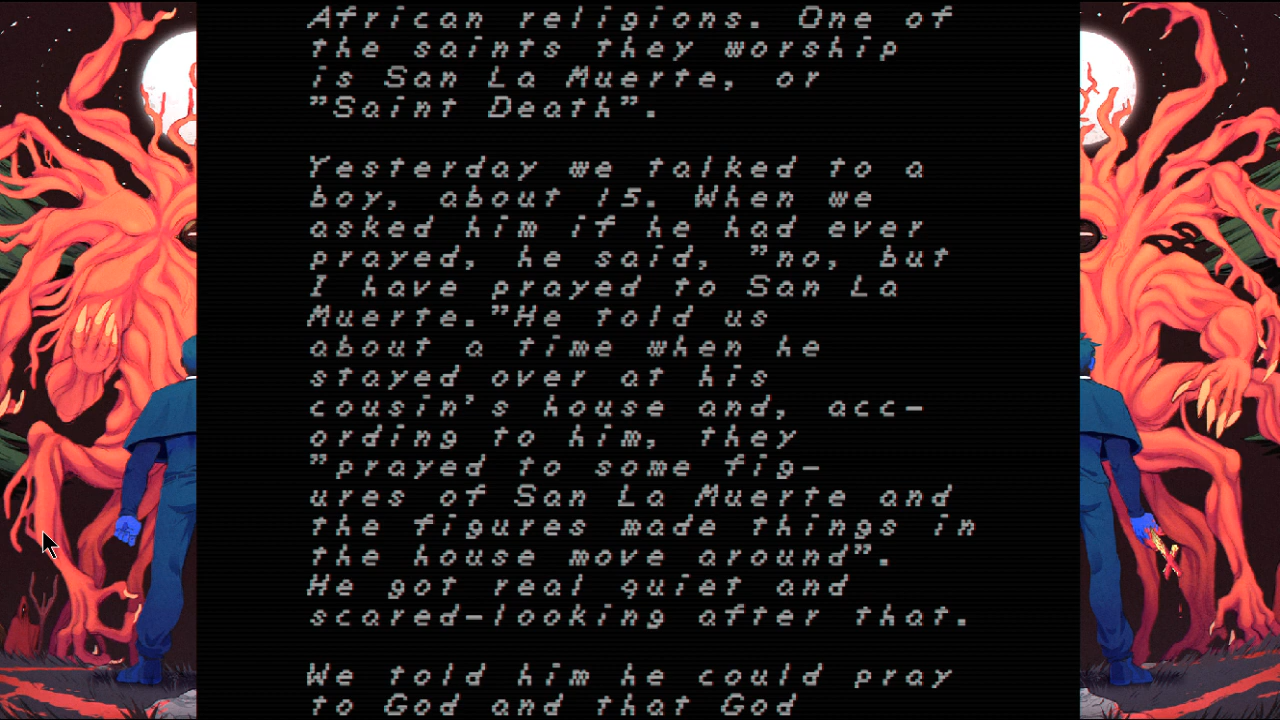 African religions. One of
the saints they worship
is San La Muerte, or
"Saint Death".
Yesterday we talked to a
boy, about 15. When we
asked him if he had ever
prayed, he said, "no, but
I have prayed to San La
Muerte."He told us
about a time when he
stayed over at his
cousin's house and, acc-
ording to him, they
"prayed to some fig-
ures of San La Muerte and
the figures made things in
the house move around".
He got real quiet and
scared-looking after that.
We told him he could pray
to God and that God